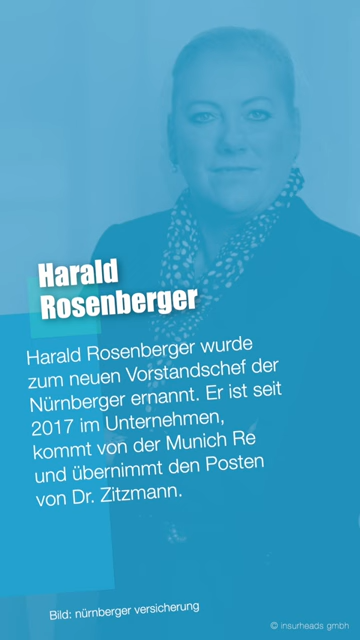 Harald
Rosenberger
Harald Rosenberger wurde
zum neuen Vorstandschef der
Nürnberger ernannt. Er ist seit
2017 im Unternehmen,
kommt von der Munich Re
und übernimmt den Posten
von Dr. Zitzmann.
Bild: nürnberger versicherung
© insurheads gmbh